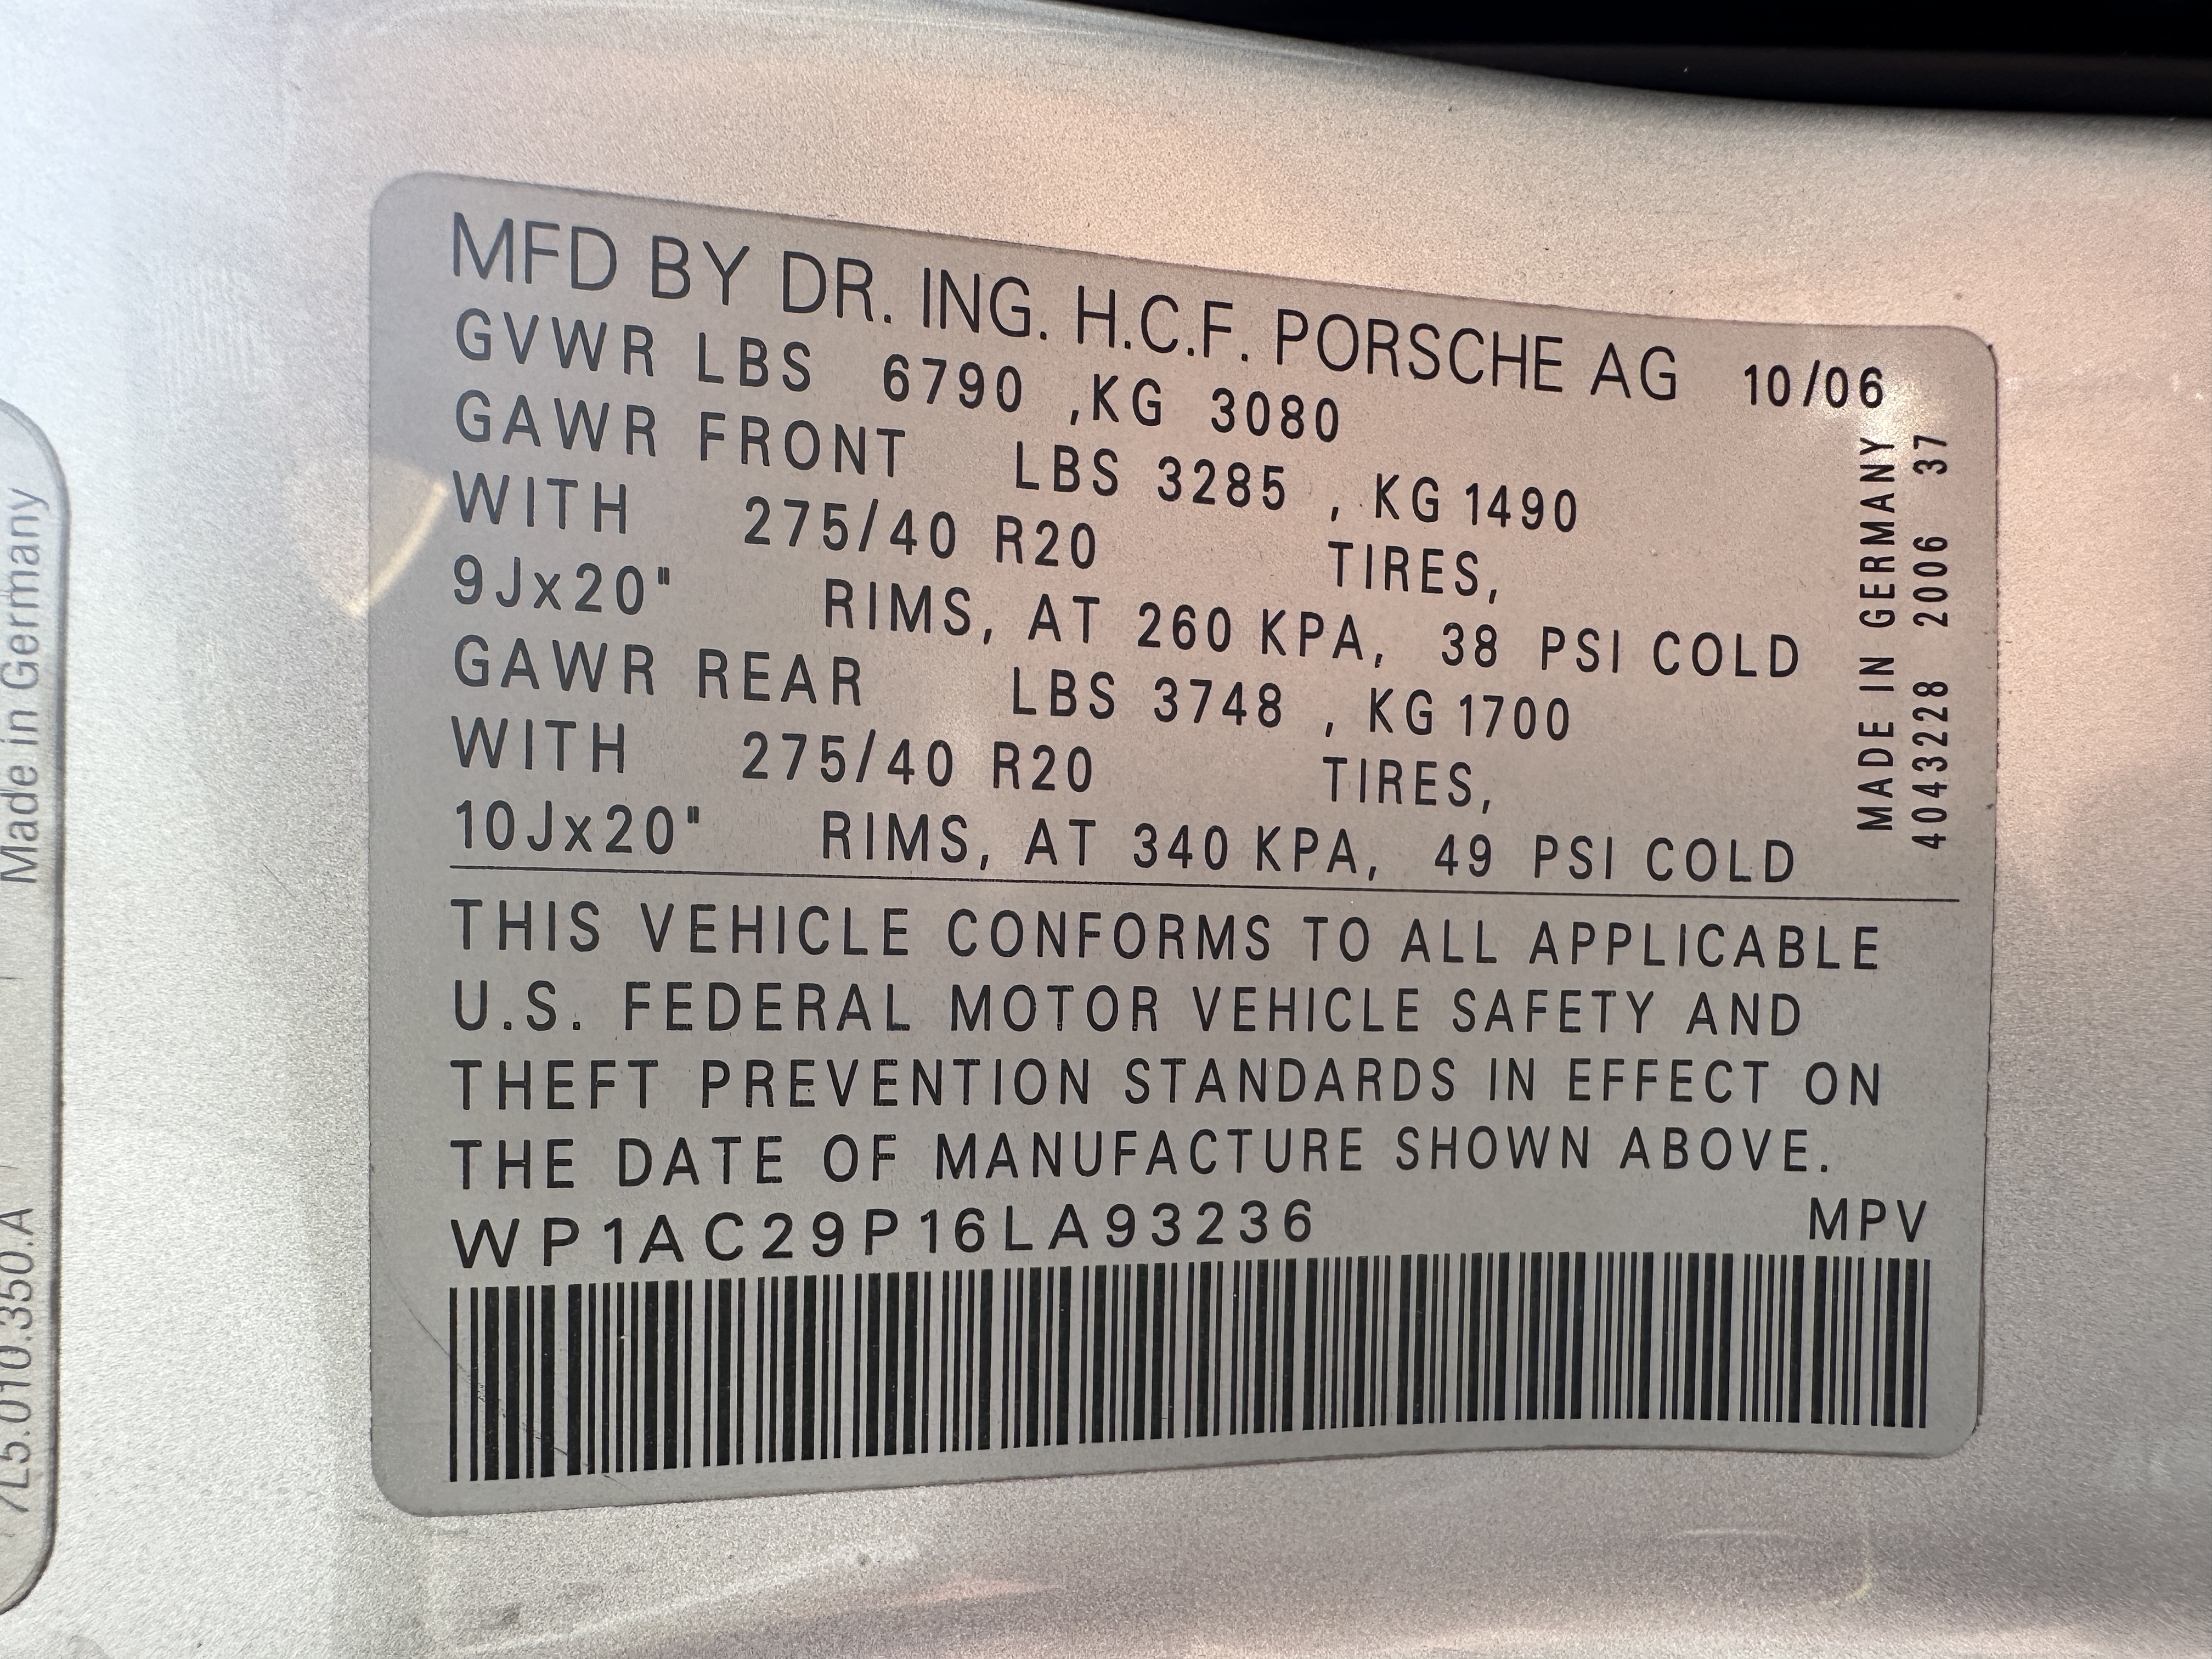 MFD BY DR. ING. H.C.F. PORSCHE AG 10/06
GVWR LBS 6790 ,KG 3080
GAWR FRONT LBS 3285 , KG 1490
WITH 275/40 R20 TIRES,
9Jx20" RIMS, AT 260 KPA, 38 PSI COLD
GAWR REAR LBS 3748 , KG 1700
WITH 275/40 R20 TIRES,
10Jx20" RIMS, AT 340 KPA, 49 PSI COLD
MADE IN GERMANY
4043228 2006 37
THIS VEHICLE CONFORMS TO ALL APPLICABLE
U.S. FEDERAL MOTOR VEHICLE SAFETY AND
THEFT PREVENTION STANDARDS IN EFFECT ON
THE DATE OF MANUFACTURE SHOWN ABOVE.
WP1AC29P16LA93236 MPV
Made in Germany
7L5.010.350.A